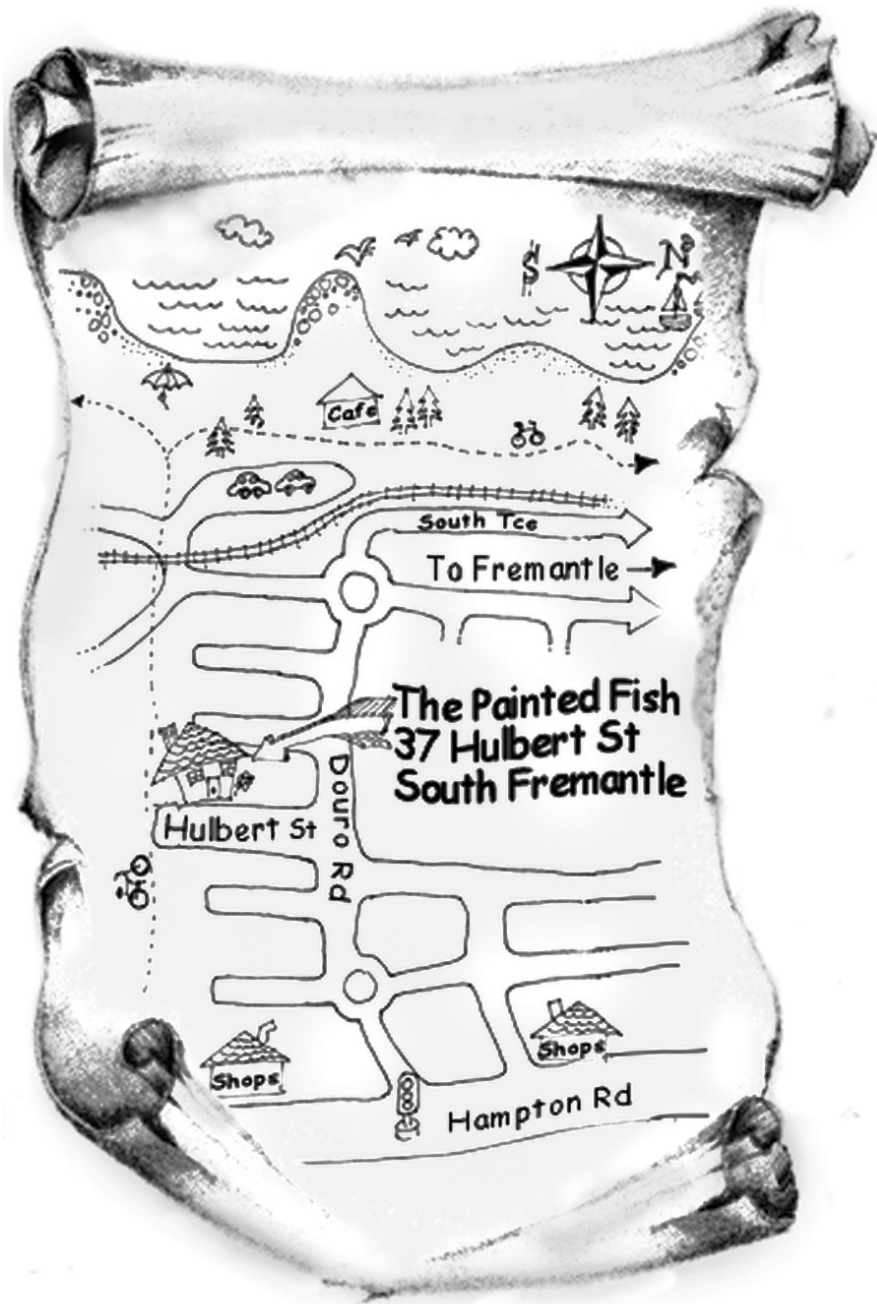 S
N
Cafe
South Tce
To Fremantle
The Painted Fish
37 Hulbert St
South Fremantle
Douro Rd
Hulbert St
Shops
Shops
Hampton Rd